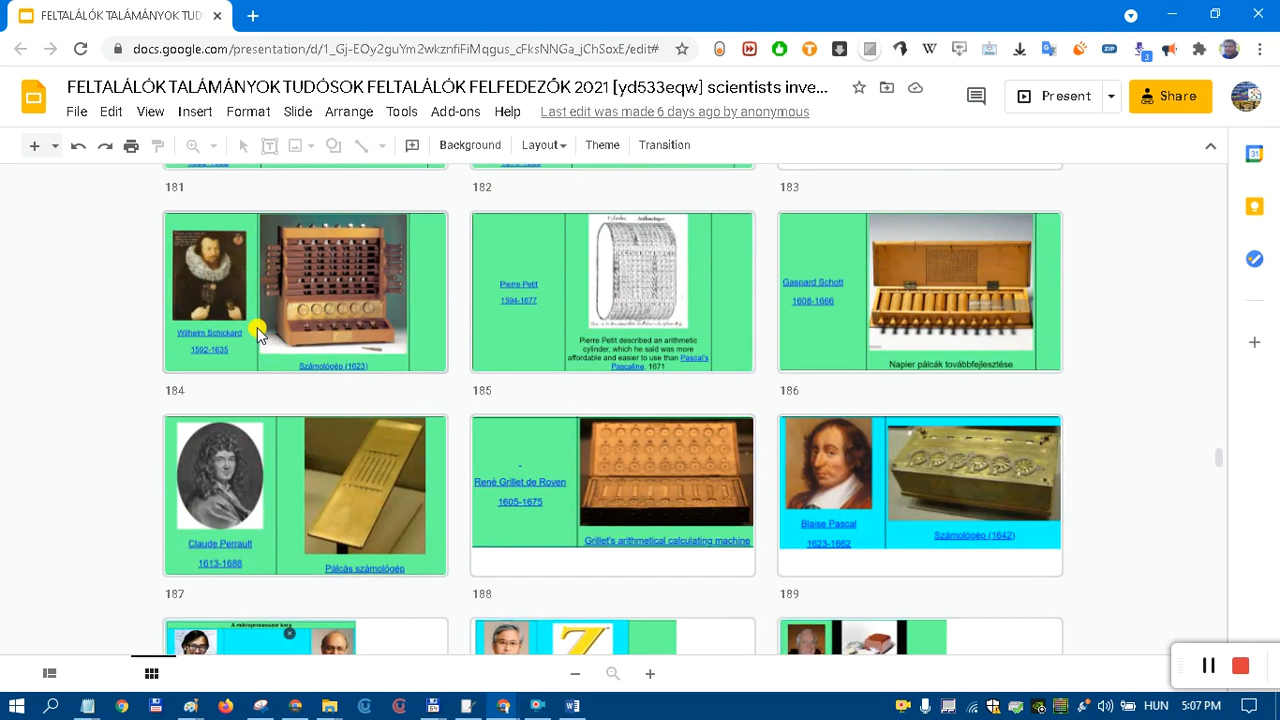 FELTALÁLÓK TALÁMÁNYOK TUD
docs.google.com/presentation/d/1_Gj-EOy2guYm2wkznfiFiMqgus_cFksNNGa_jChSoxE/edit#
FELTALÁLÓK TALÁMÁNYOK TUDÓSOK FELTALÁLÓK FELFEDEZŐK 2021 [yd533eqw] scientists inve...
Present
Share
File Edit View Insert Format Slide Arrange Tools Add-ons Help Last edit was made 6 days ago by anonymous
Background Layout Theme Transition
181
182
183
Wilhelm Schickard
1592-1635
Számológép (1623)
Pierre Petit
1594-1677
Cylindre Arithmetique
Pierre Petit described an arithmetic
cylinder, which he said was more
affordable and easier to use than Pascal's
Pascaline, 1671
Gaspard Schott
1608-1666
Napier pálcák továbbfejlesztése
184
185
186
Claude Perrault
1613-1688
Pálcás számológép
René Grillet de Roven
1605-1675
Grillet's arithmetical calculating machine
Blaise Pascal
1623-1662
Számológép (1642)
187
188
189
A mikroprocesszor kora
Z
HUN 5:07 PM